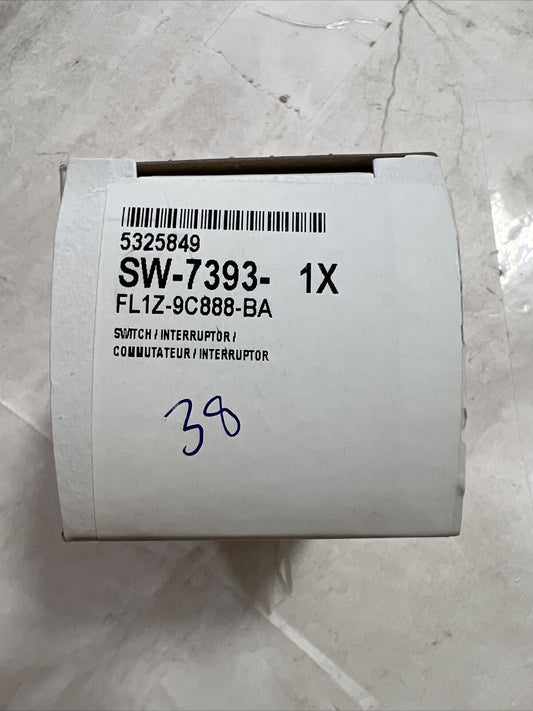 5325849
SW-7393- 1X
FL1Z-9C888-BA
SWITCH / INTERRUPTOR /
COMMUTATEUR / INTERRUPTOR
38